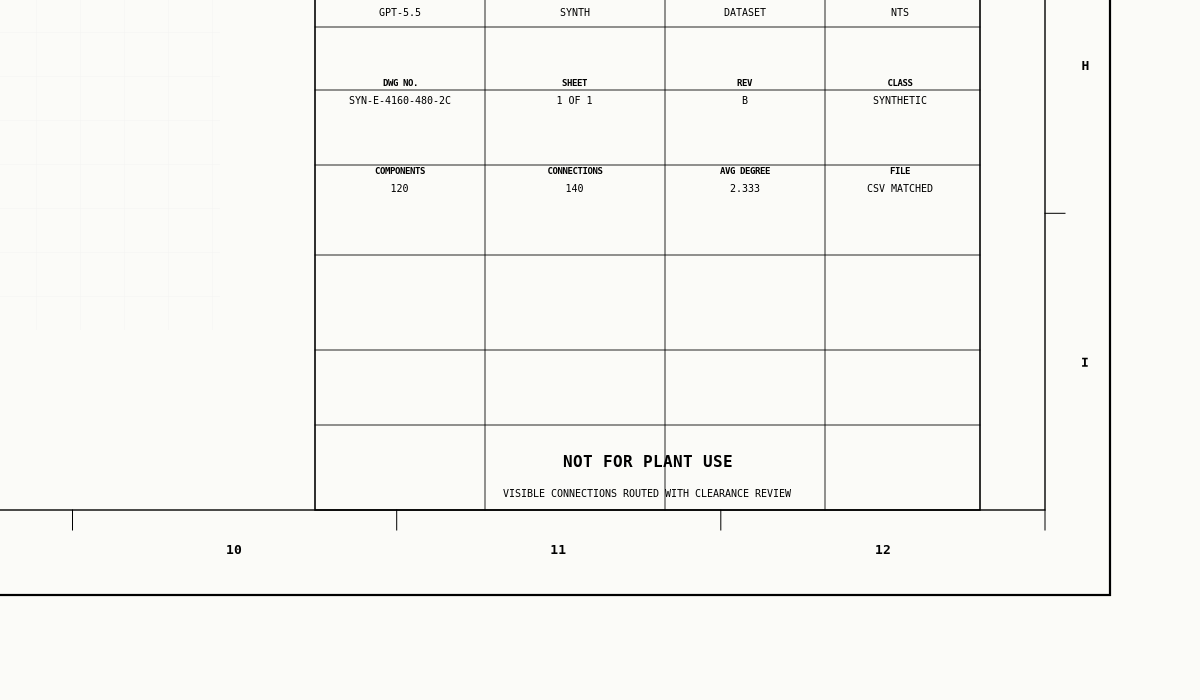 GPT-5.5 SYNTH DATASET NTS
H
DWG NO. SHEET REV CLASS
SYN-E-4160-480-2C 1 OF 1 B SYNTHETIC
COMPONENTS CONNECTIONS AVG DEGREE FILE
120 140 2.333 CSV MATCHED
I
NOT FOR PLANT USE
VISIBLE CONNECTIONS ROUTED WITH CLEARANCE REVIEW
10 11 12